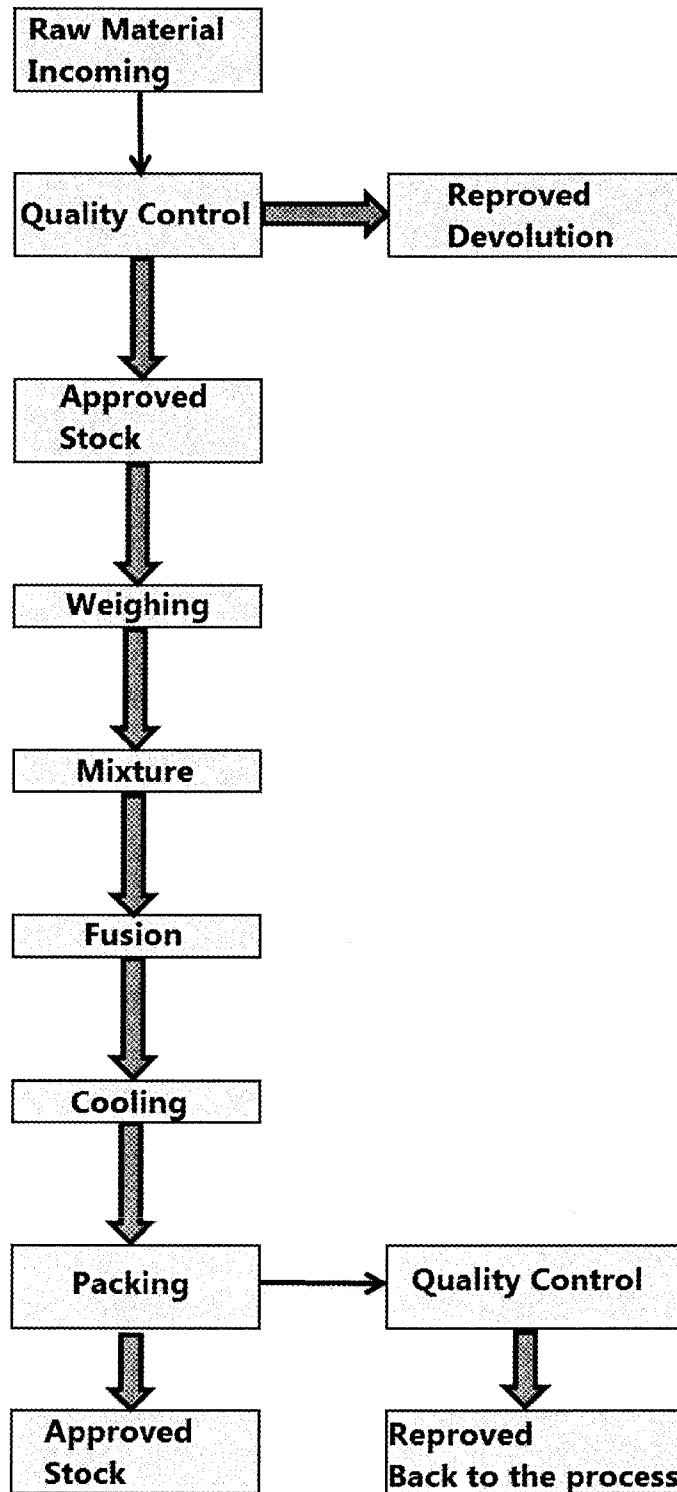 Raw Material
Incoming
Quality Control
Reproved
Devolution
Approved
Stock
Weighing
Mixture
Fusion
Cooling
Packing
Quality Control
Approved
Stock
Reproved
Back to the process